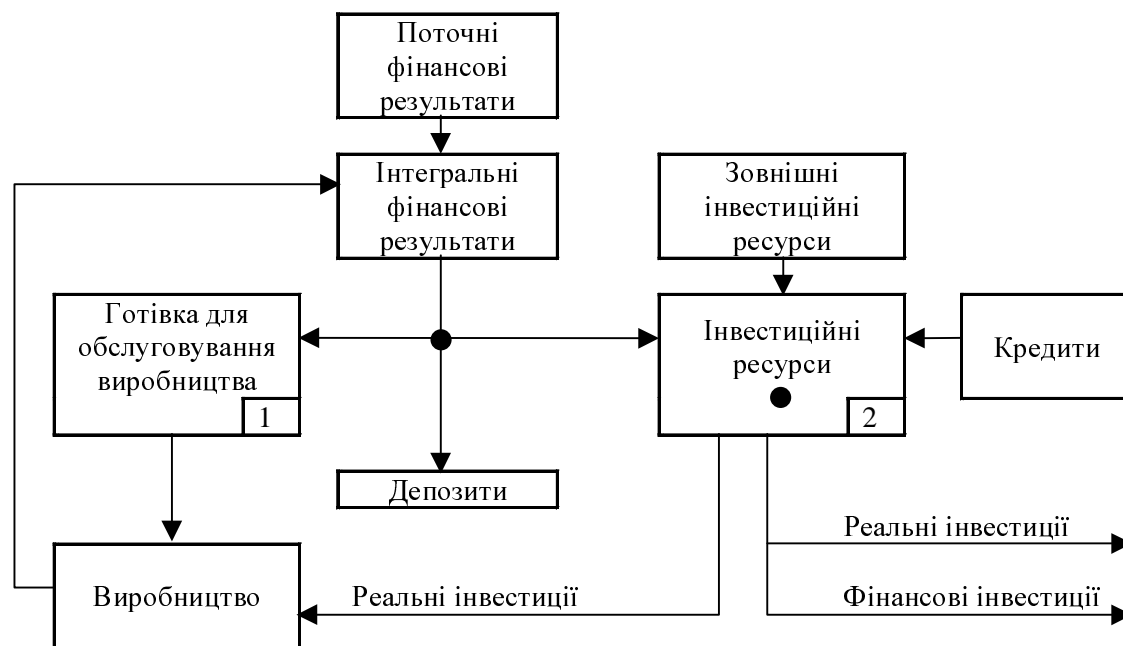 Поточні
фінансові
результати
Інтегральні
фінансові
результати
Зовнішні
інвестиційні
ресурси
Готівка для
обслуговування
виробництва
1
Інвестиційні
ресурси
2
Кредити
Депозити
Реальні інвестиції
Виробництво
Реальні інвестиції
Фінансові інвестиції